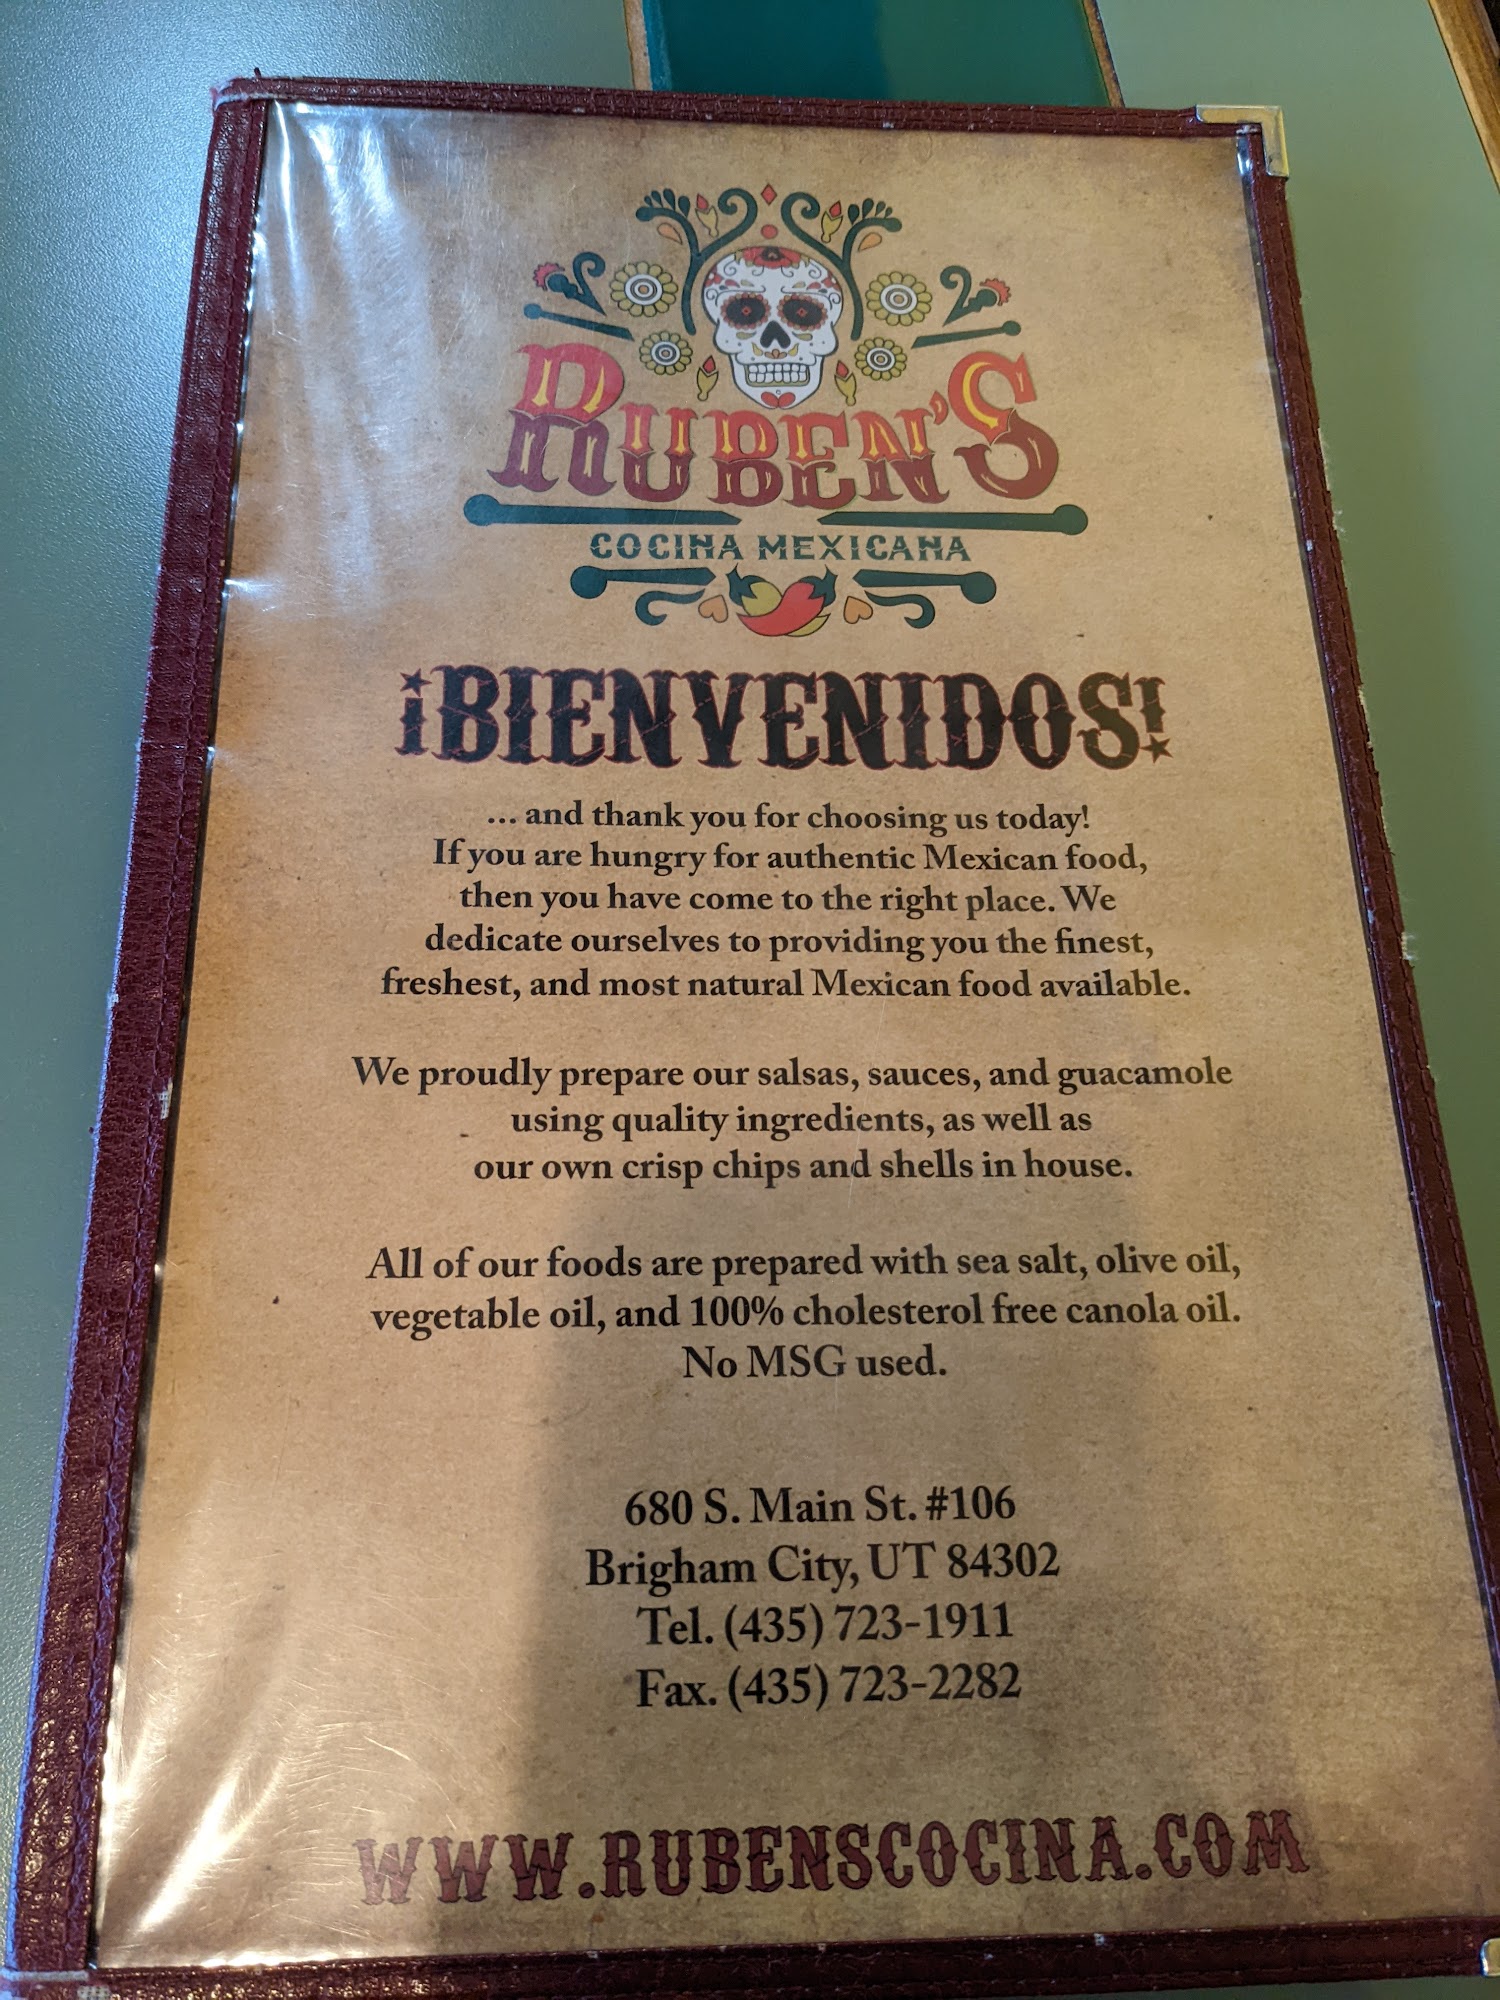 RUBEN'S
COCINA MEXICANA
¡BIENVENIDOS!
... and thank you for choosing us today!
If you are hungry for authentic Mexican food,
then you have come to the right place. We
dedicate ourselves to providing you the finest,
freshest, and most natural Mexican food available.
We proudly prepare our salsas, sauces, and guacamole
using quality ingredients, as well as
our own crisp chips and shells in house.
All of our foods are prepared with sea salt, olive oil,
vegetable oil, and 100% cholesterol free canola oil.
No MSG used.
680 S. Main St. #106
Brigham City, UT 84302
Tel. (435) 723-1911
Fax. (435) 723-2282
WWW.RUBENSCOCINA.COM